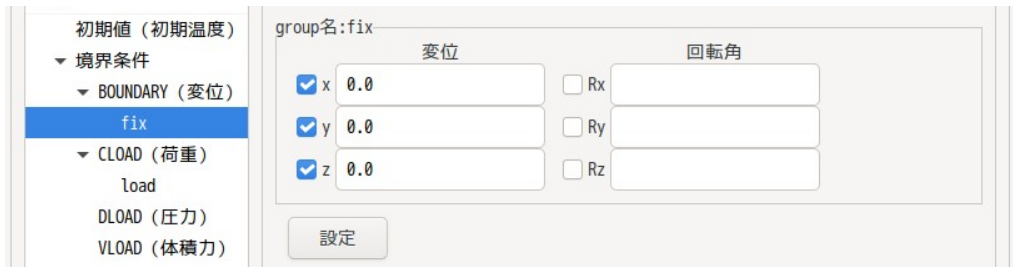 初期値 (初期温度)
▼ 境界条件
▼ BOUNDARY (変位)
fix
▼ CLOAD (荷重)
load
DLOAD (圧力)
VLOAD (体積力)
group名:fix
変位 回転角
x 0.0 Rx
y 0.0 Ry
z 0.0 Rz
設定